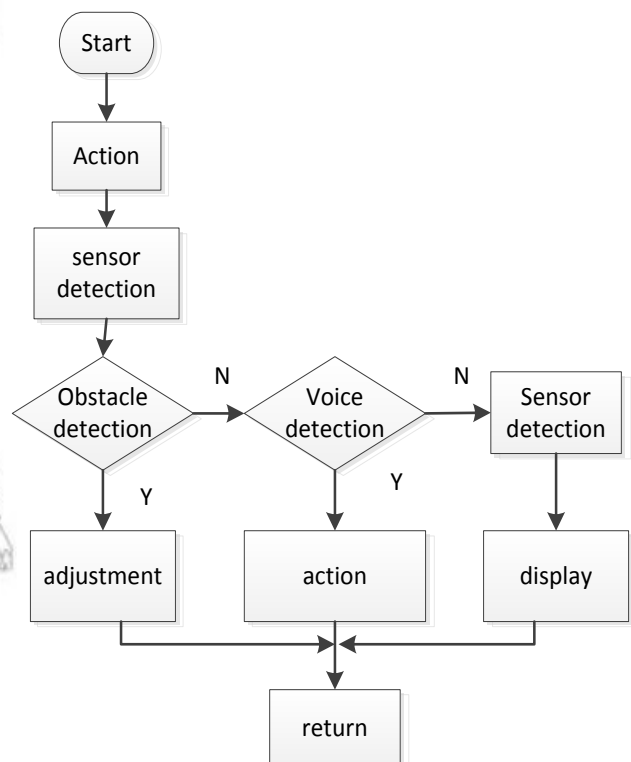 Start
Action
sensor
detection
Obstacle
detection
N
Voice
detection
N
Sensor
detection
Y
Y
adjustment
action
display
return